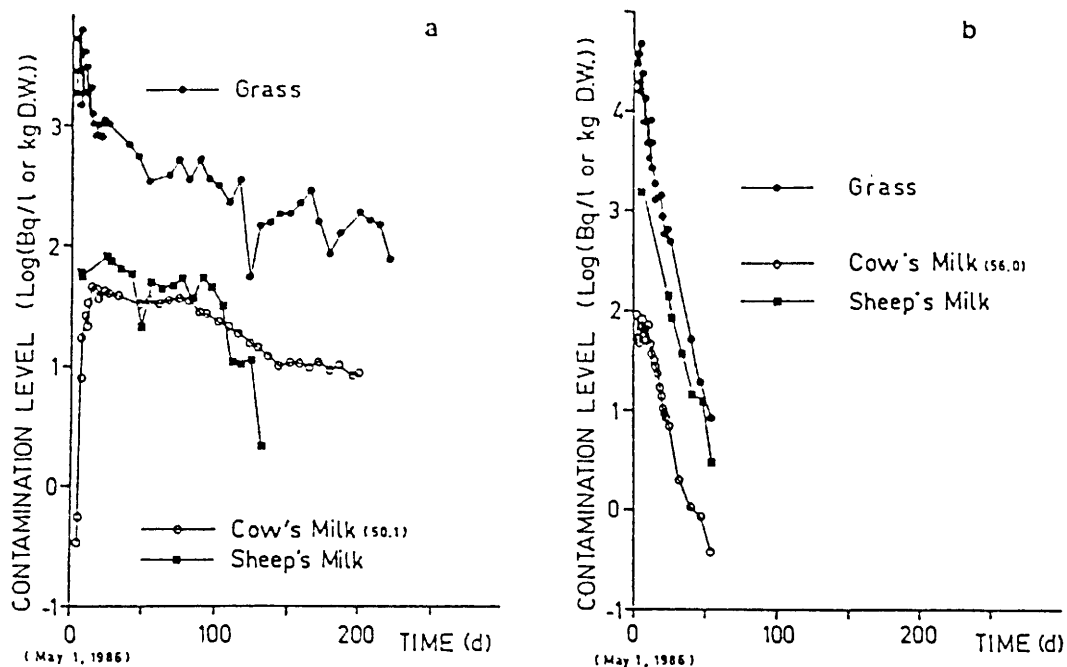 a
CONTAMINATION LEVEL (Log(Bq/l or kg D.W.))
3
2
1
0
-1
Grass
Cow's Milk (50.1)
Sheep's Milk
0
100
200
TIME (d)
(May 1, 1986)
b
CONTAMINATION LEVEL (Log(Bq/l or kg D.W.))
4
3
2
1
0
-1
Grass
Cow's Milk (56.0)
Sheep's Milk
0
100
200
TIME (d)
(May 1, 1986)